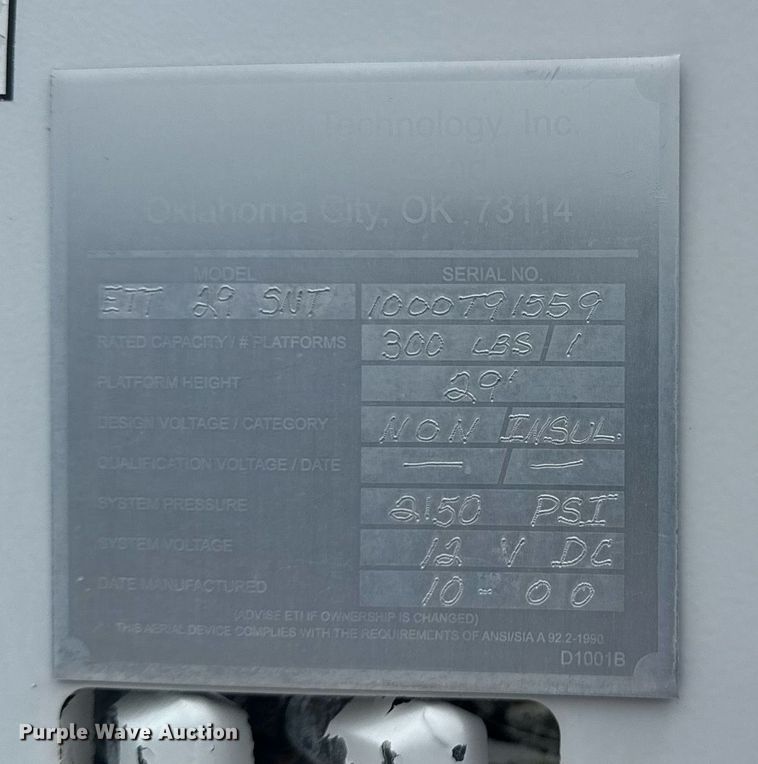 Technology, Inc.
Oklahoma City, OK 73114
MODEL SERIAL NO.
ETT 29 SNT 1000T91559
RATED CAPACITY / # PLATFORMS 300 LBS / 1
PLATFORM HEIGHT 29'
DESIGN VOLTAGE / CATEGORY NON / INSUL.
QUALIFICATION VOLTAGE / DATE — / —
SYSTEM PRESSURE 2150 PSI
SYSTEM VOLTAGE 12 V DC
DATE MANUFACTURED 10-00
(ADVISE ETI IF OWNERSHIP IS CHANGED)
THIS AERIAL DEVICE COMPLIES WITH THE REQUIREMENTS OF ANSI/SIA A 92.2-1990
D1001B
Purple Wave Auction